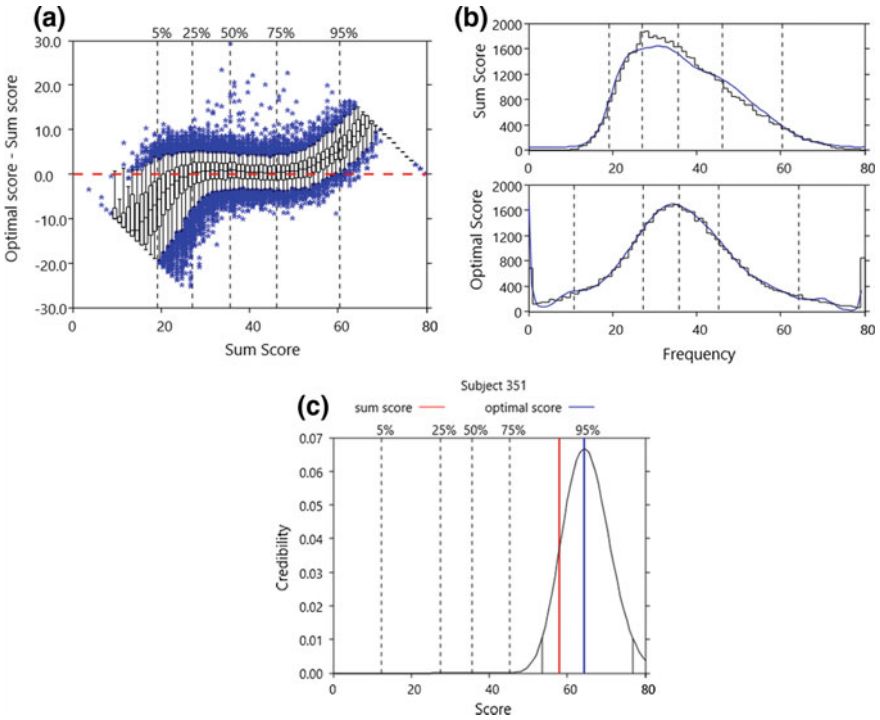 (a)
5% 25% 50% 75% 95%
30.0
20.0
10.0
0.0
-10.0
-20.0
-30.0
Optimal score - Sum score
0 20 40 60 80
Sum Score
(b)
2000
1600
1200
800
400
0
Sum Score
0 20 40 60 80
2000
1600
1200
800
400
0
Optimal Score
0 20 40 60 80
Frequency
(c)
Subject 351
sum score optimal score
5% 25% 50% 75% 95%
0.07
0.06
0.05
0.04
0.03
0.02
0.01
0.00
Credibility
0 20 40 60 80
Score